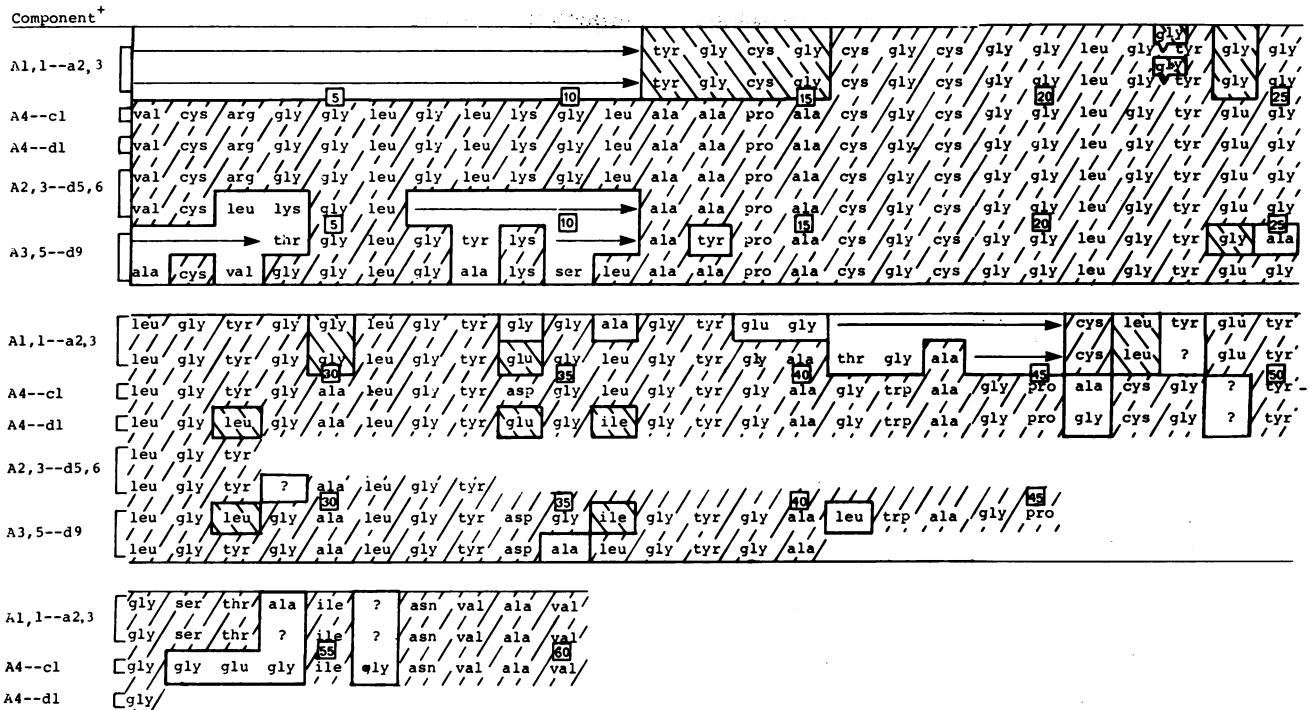 Component+
A1,1--a2,3
tyr gly cys gly cys gly cys gly gly leu gly gly tyr gly gly
tyr gly cys gly cys gly cys gly gly leu gly gly tyr gly gly
5 10 15 20 25
A4--c1 val cys arg gly gly leu gly leu lys gly leu ala ala pro ala cys gly cys gly gly leu gly tyr glu gly
A4--d1 val cys arg gly gly leu gly leu lys gly leu ala ala pro ala cys gly cys gly gly leu gly tyr glu gly
A2,3--d5,6
val cys arg gly gly leu gly leu lys gly leu ala ala pro ala cys gly cys gly gly leu gly tyr glu gly
val cys leu lys gly leu ala ala pro ala cys gly cys gly gly leu gly tyr glu gly
5 10 15 20 25
A3,5--d9
thr gly leu gly tyr lys ala tyr pro ala cys gly cys gly gly leu gly tyr gly ala
ala cys val gly gly leu gly ala lys ser leu ala ala pro ala cys gly cys gly gly leu gly tyr glu gly
A1,1--a2,3
leu gly tyr gly gly leu gly tyr gly gly ala gly tyr glu gly cys leu tyr glu tyr
leu gly tyr gly gly leu gly tyr glu gly leu gly tyr gly ala thr gly ala cys leu ? glu tyr
30 35 40 45 50
A4--c1 leu gly tyr gly ala leu gly tyr asp gly leu gly tyr gly ala gly trp ala gly pro ala cys gly ? tyr
A4--d1 leu gly leu gly ala leu gly tyr glu gly ile gly tyr gly ala gly trp ala gly pro gly cys gly ? tyr
A2,3--d5,6
leu gly tyr
leu gly tyr ? ala leu gly tyr
30 35 40 45
A3,5--d9
leu gly leu gly ala leu gly tyr asp gly ile gly tyr gly ala leu trp ala gly pro
leu gly tyr gly ala leu gly tyr asp ala leu gly tyr gly ala
A1,1--a2,3
gly ser thr ala ile ? asn val ala val
gly ser thr ? ile ? asn val ala val
55 60
A4--c1 gly gly glu gly ile gly asn val ala val
A4--d1 gly